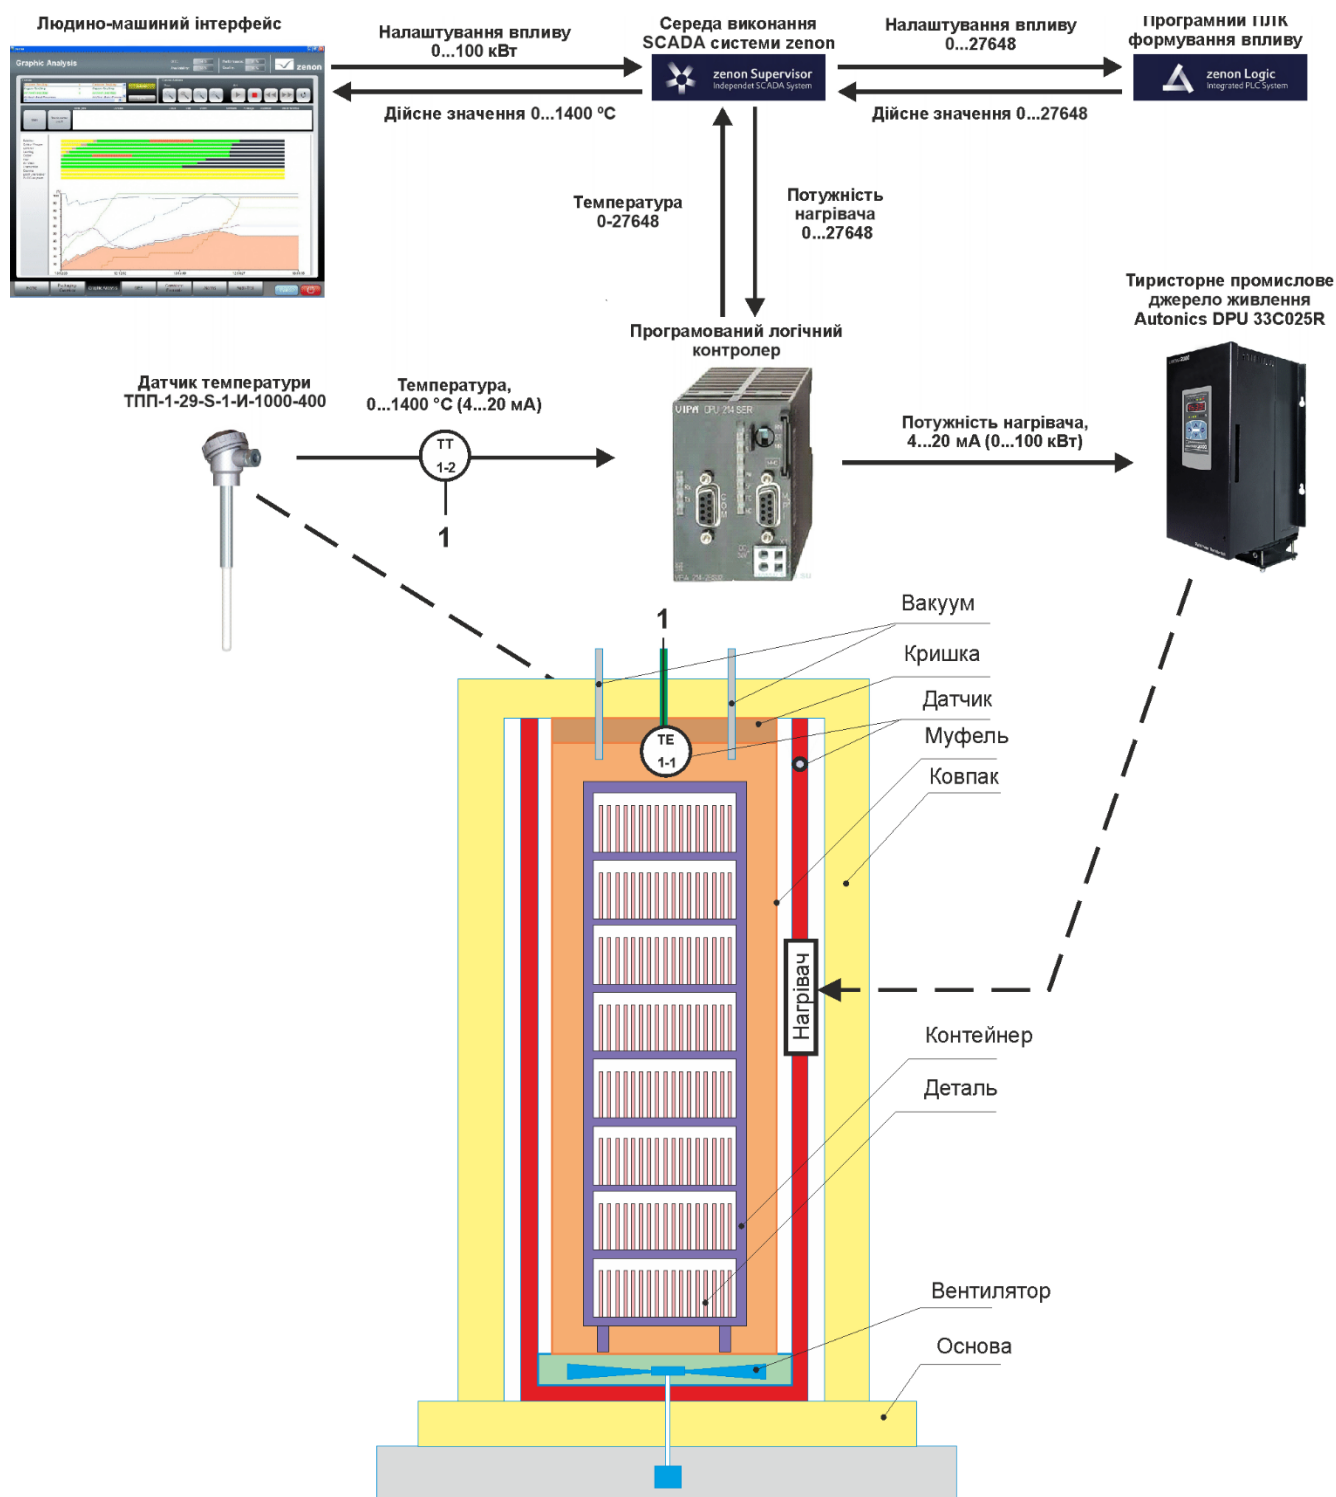 Людино-машиний інтерфейс
Налаштування впливу
0...100 кВт
Середа виконання
SCADA системи zenon
Налаштування впливу
0...27648
Програмний ПЛК
формування впливу
Graphic Analysis
zenon
zenon Supervisor
Independet SCADA System
zenon Logic
Integrated PLC System
Дійсне значення 0...1400 ºC
Дійсне значення 0...27648
Температура
0-27648
Потужність
нагрівача
0...27648
Тиристорне промислове
джерело живлення
Autonics DPU 33C025R
Програмований логічний
контролер
Датчик температури
ТПП-1-29-S-1-И-1000-400
Температура,
0...1400 °C (4...20 мА)
TT
1-2
1
VIPA CPU 214 SER
Потужність нагрівача,
4...20 мА (0...100 кВт)
1
Вакуум
Кришка
Датчик
TE
1-1
Муфель
Ковпак
Нагрівач
Контейнер
Деталь
Вентилятор
Основа